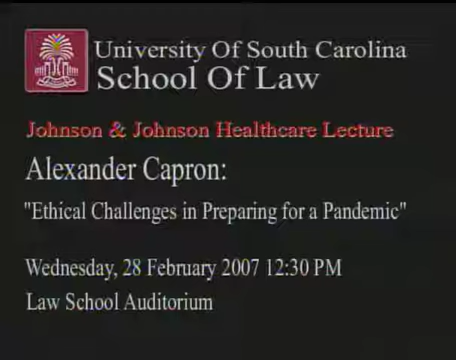 University Of South Carolina
School Of Law
Johnson & Johnson Healthcare Lecture
Alexander Capron:
"Ethical Challenges in Preparing for a Pandemic"
Wednesday, 28 February 2007 12:30 PM
Law School Auditorium